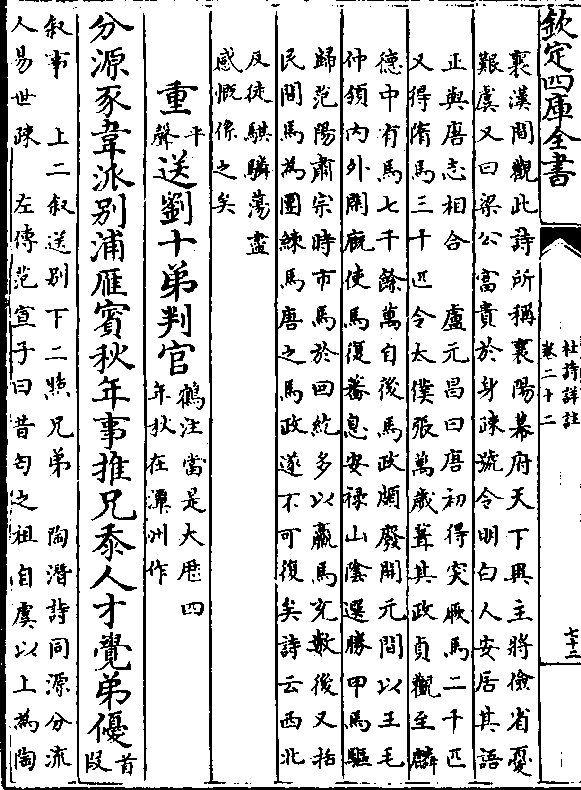 欽定四庫全書
杜詩詳註
卷二十二
七十二
襄漢間觀此詩所稱襄陽幕府天下異主將儉省憂
艱虞又曰梁公富貴於身疎號令明白人安居其語
正與唐志相合　盧元昌曰唐初得突厥馬二千匹
又得隋馬三千匹令太僕張萬歲葺其政貞觀至麟
德中有馬七千餘萬自後馬政頗廢開元間以王毛
仲領內外閑廐使馬復蕃息安禄山陰選勝甲馬驅
歸范陽肅宗時市馬於回紇多以羸馬充數後又括
民間馬為團練馬唐之馬政遂不可復矣詩云西北
反徒騏驎蕩盡
感慨係之矣
重平聲送劉十弟判官鶴注當是大厯四年秋在潭州作
分源豕韋派别浦雁賓秋年事推兄忝人才覺弟優首段
叙事　上二叙送别下二點兄弟　陶潛詩同源分流
人易世疎　左傳范宣子曰昔匄之祖自虞以上為陶